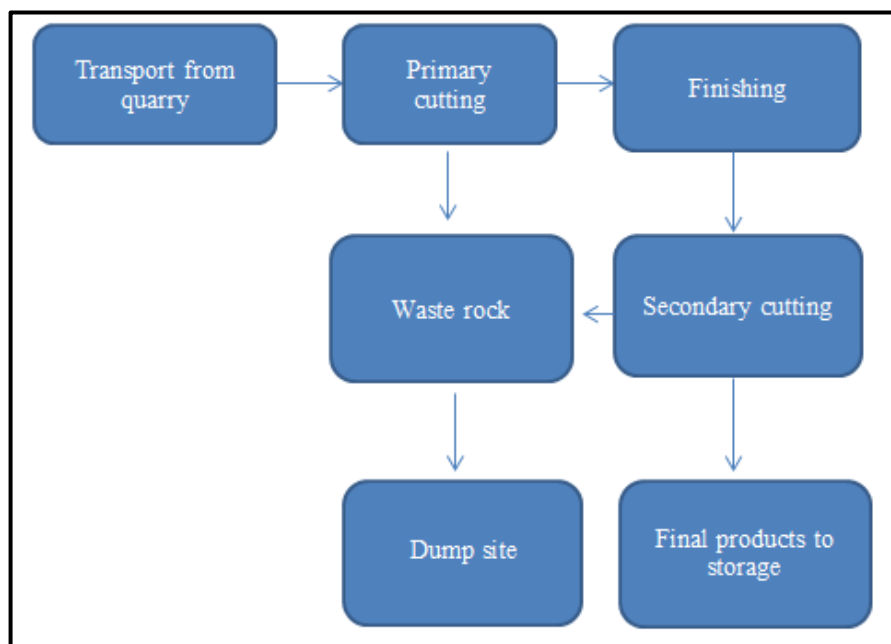 Transport from
quarry
Primary
cutting
Finishing
Waste rock
Secondary cutting
Dump site
Final products to
storage